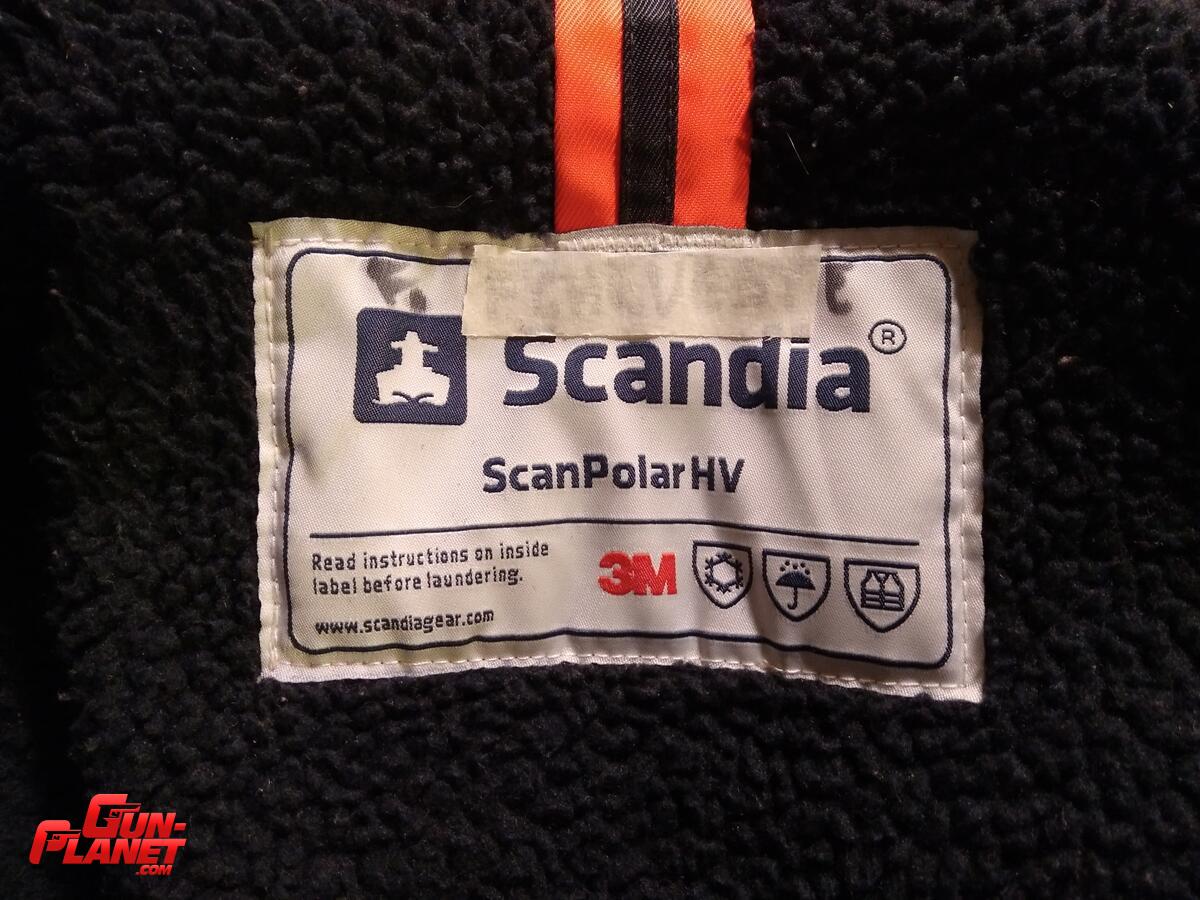 Scandia®
ScanPolarHV
Read instructions on inside
label before laundering.
www.scandiagear.com
3M
GUN-
PLANET
.COM